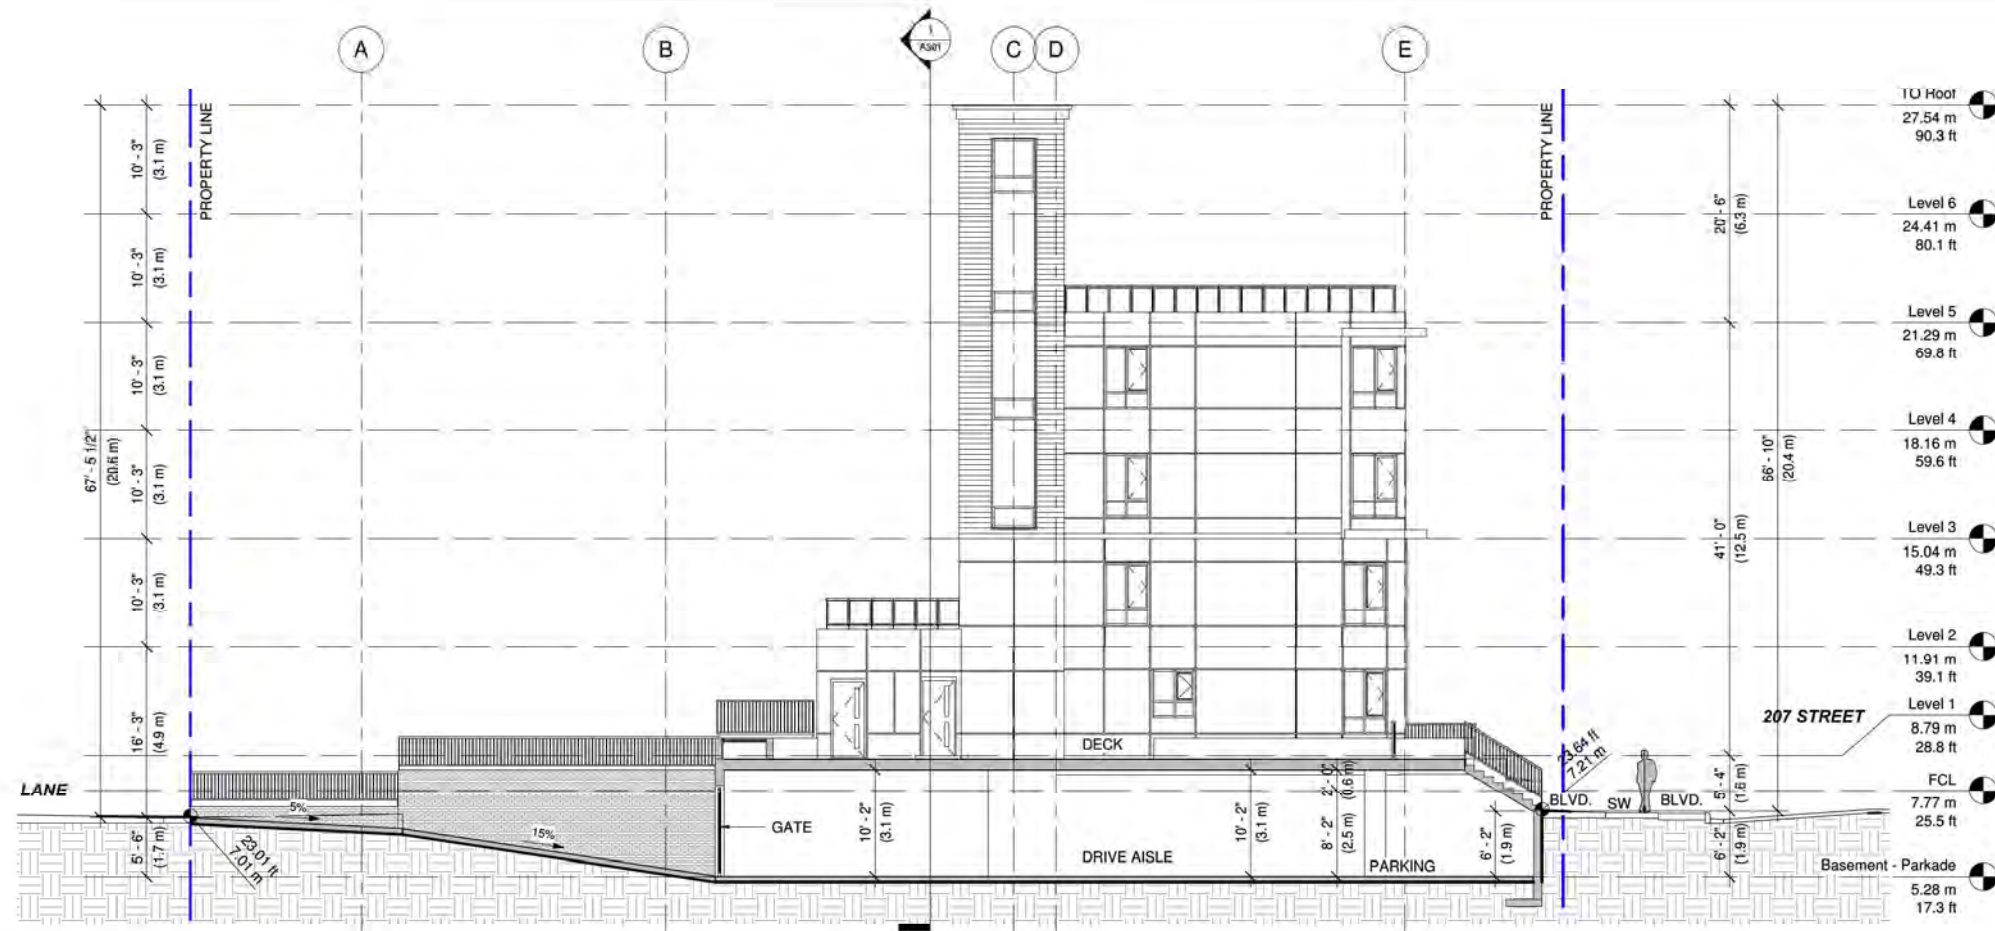 A
B
1
A301
C
D
E
PROPERTY LINE
PROPERTY LINE
10' - 3"
(3.1 m)
10' - 3"
(3.1 m)
10' - 3"
(3.1 m)
10' - 3"
(3.1 m)
10' - 3"
(3.1 m)
16' - 3"
(4.9 m)
5' - 6"
(1.7 m)
67' - 5 1/2"
(20.6 m)
20' - 6"
(6.3 m)
41' - 0"
(12.5 m)
5' - 4"
(1.6 m)
6' - 2"
(1.9 m)
66' - 10"
(20.4 m)
TO Roof
27.54 m
90.3 ft
Level 6
24.41 m
80.1 ft
Level 5
21.29 m
69.8 ft
Level 4
18.16 m
59.6 ft
Level 3
15.04 m
49.3 ft
Level 2
11.91 m
39.1 ft
Level 1
8.79 m
28.8 ft
FCL
7.77 m
25.5 ft
Basement - Parkade
5.28 m
17.3 ft
207 STREET
LANE
5%
15%
23.01 ft
7.01 m
GATE
DECK
10' - 2"
(3.1 m)
DRIVE AISLE
10' - 2"
(3.1 m)
2' - 0"
(0.6 m)
8' - 2"
(2.5 m)
PARKING
6' - 2"
(1.9 m)
23.64 ft
7.21 m
BLVD.
SW
BLVD.